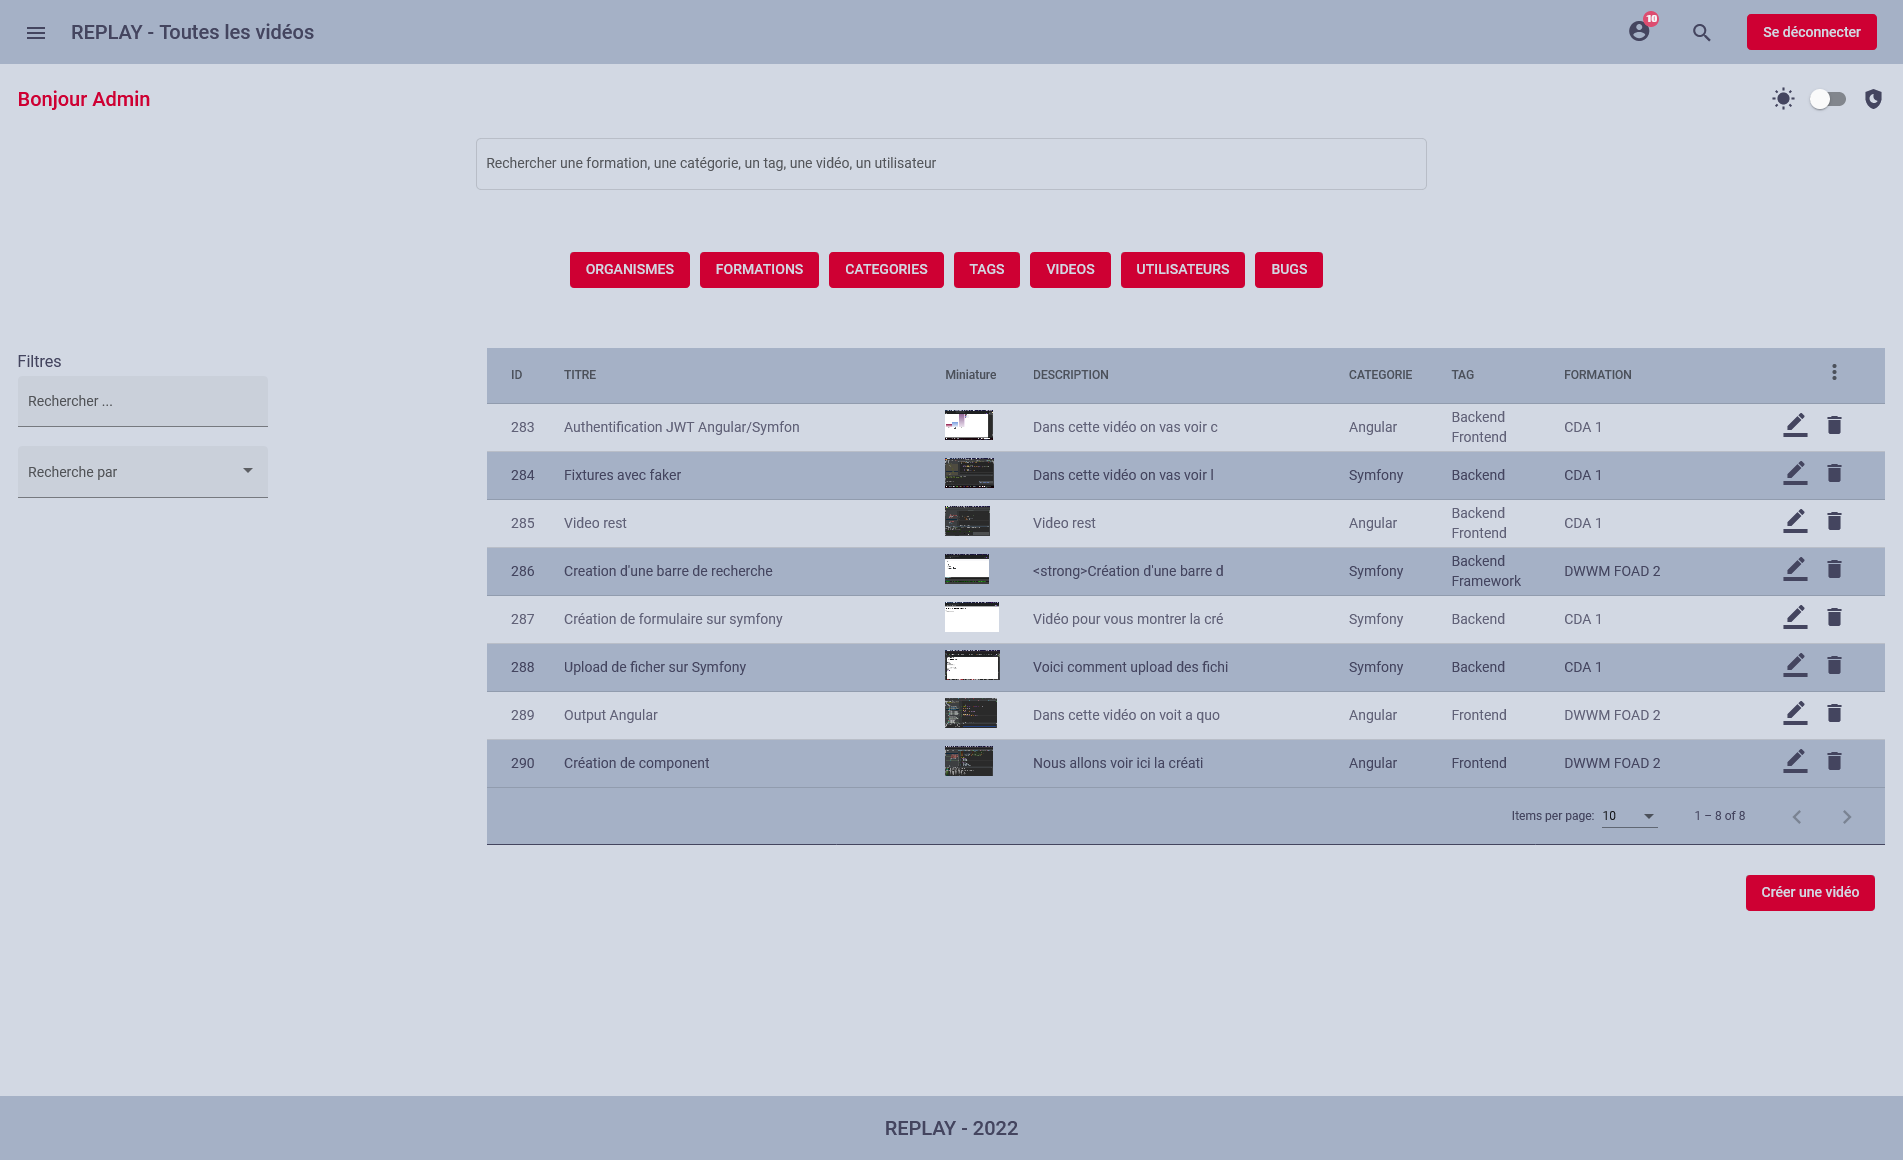 REPLAY - Toutes les vidéos
10
Se déconnecter
Bonjour Admin
Rechercher une formation, une catégorie, un tag, une vidéo, un utilisateur
ORGANISMES FORMATIONS CATEGORIES TAGS VIDEOS UTILISATEURS BUGS
Filtres
Rechercher ...
Recherche par
ID TITRE Miniature DESCRIPTION CATEGORIE TAG FORMATION
283 Authentification JWT Angular/Symfon Dans cette vidéo on vas voir c Angular Backend Frontend CDA 1
284 Fixtures avec faker Dans cette vidéo on vas voir l Symfony Backend CDA 1
285 Video rest Video rest Angular Backend Frontend CDA 1
286 Creation d'une barre de recherche <strong>Création d'une barre d Symfony Backend Framework DWWM FOAD 2
287 Création de formulaire sur symfony Vidéo pour vous montrer la cré Symfony Backend CDA 1
288 Upload de ficher sur Symfony Voici comment upload des fichi Symfony Backend CDA 1
289 Output Angular Dans cette vidéo on voit a quo Angular Frontend DWWM FOAD 2
290 Création de component Nous allons voir ici la créati Angular Frontend DWWM FOAD 2
Items per page: 10 1 – 8 of 8
Créer une vidéo
REPLAY - 2022